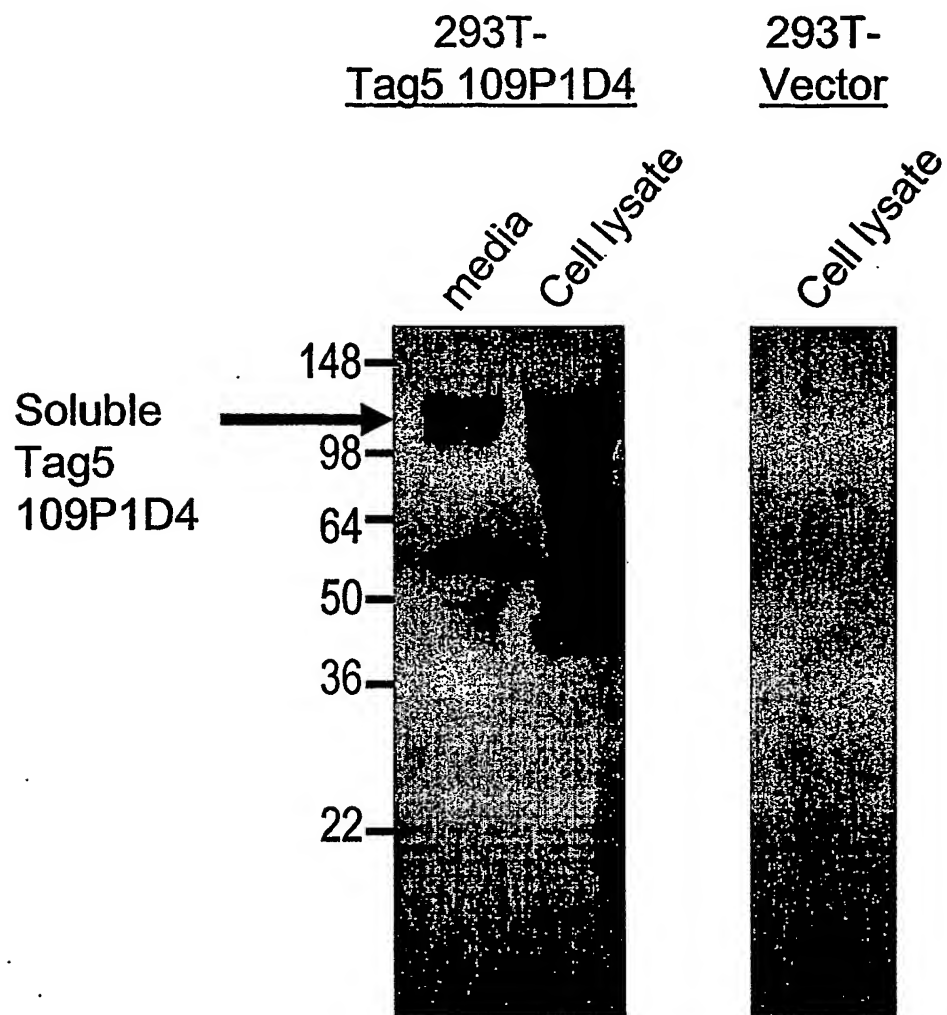 293T-
Tag5 109P1D4
293T-
Vector
media
Cell lysate
Cell lysate
148
Soluble
Tag5
109P1D4
98
64
50
36
22